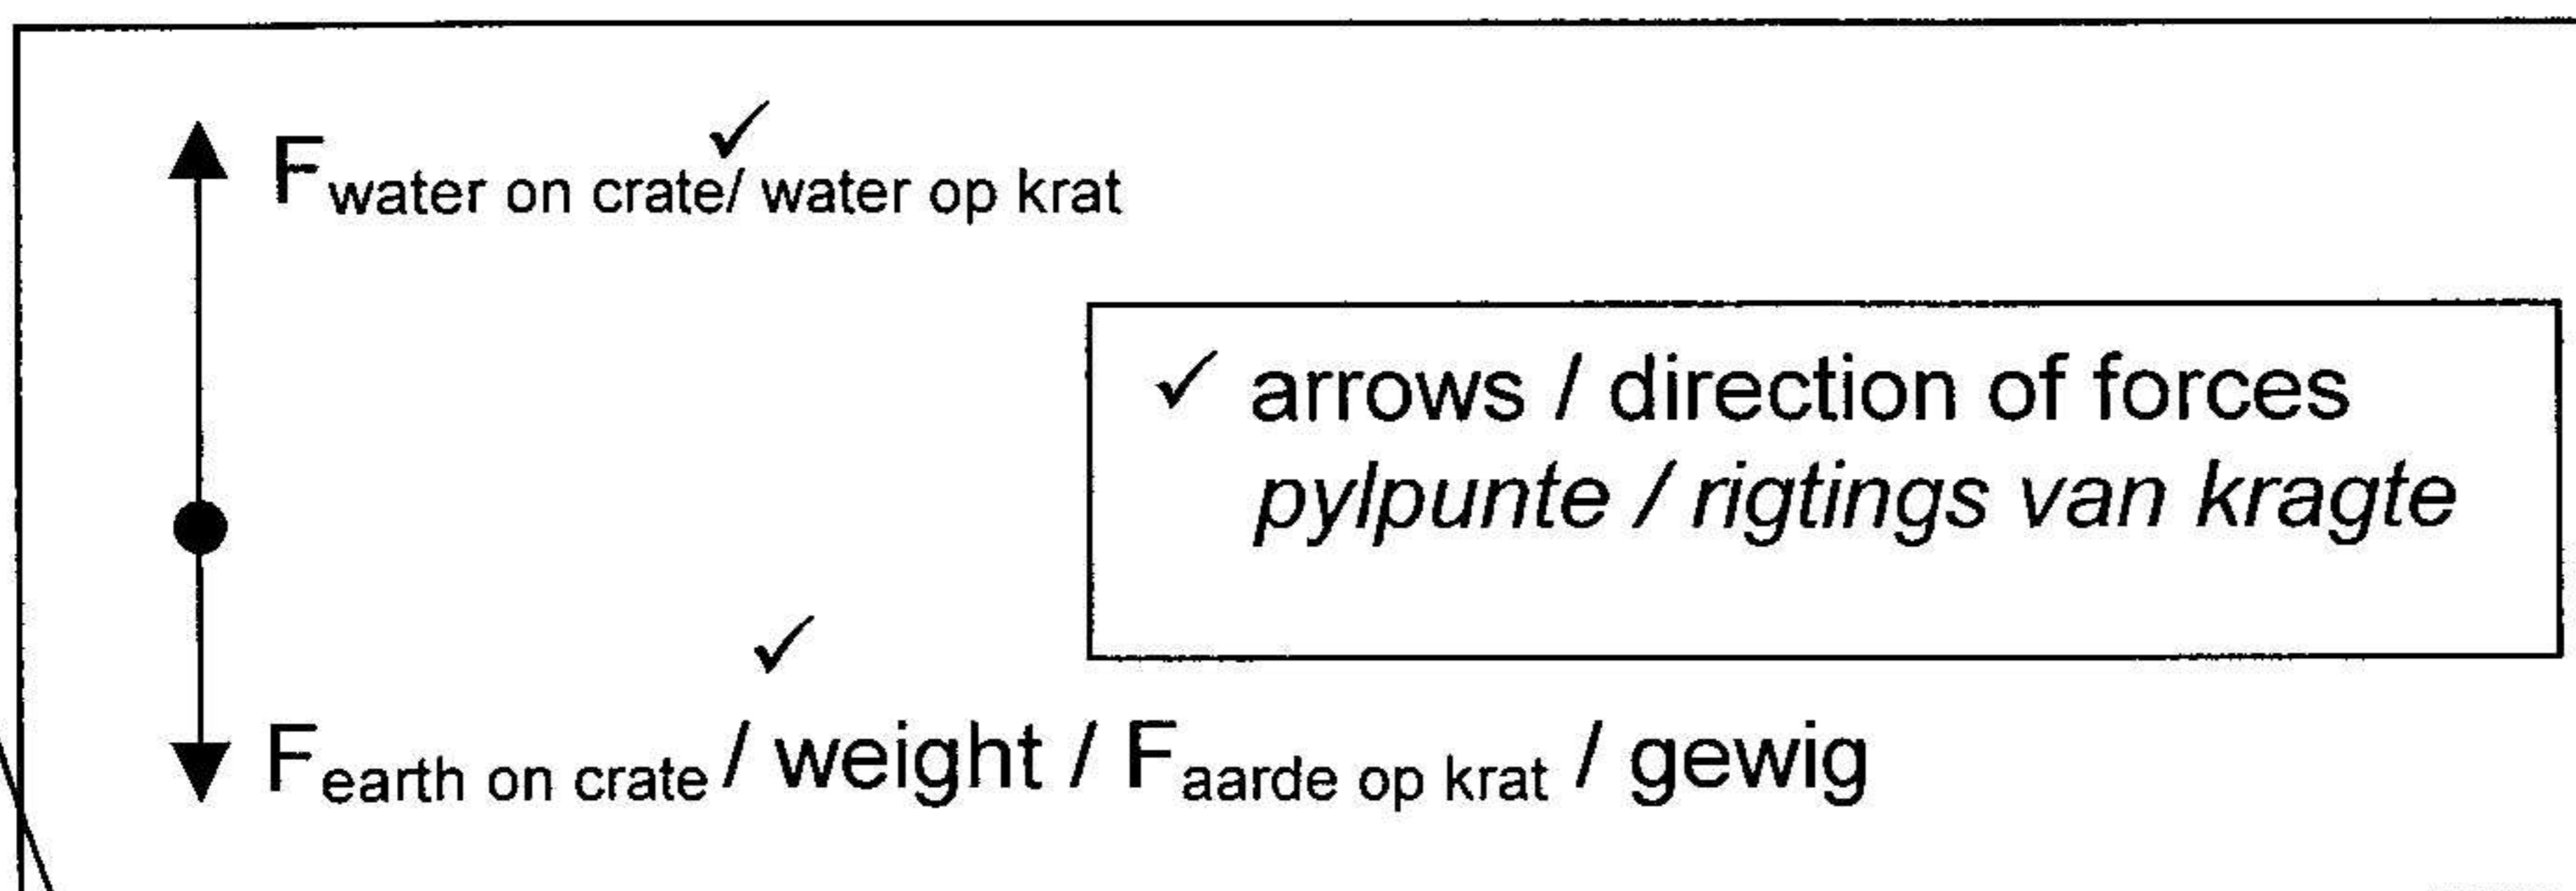 ✓
F water on crate/ water op krat
✓ arrows / direction of forces
pylpunte / rigtings van kragte
✓
F earth on crate / weight / F aarde op krat / gewig